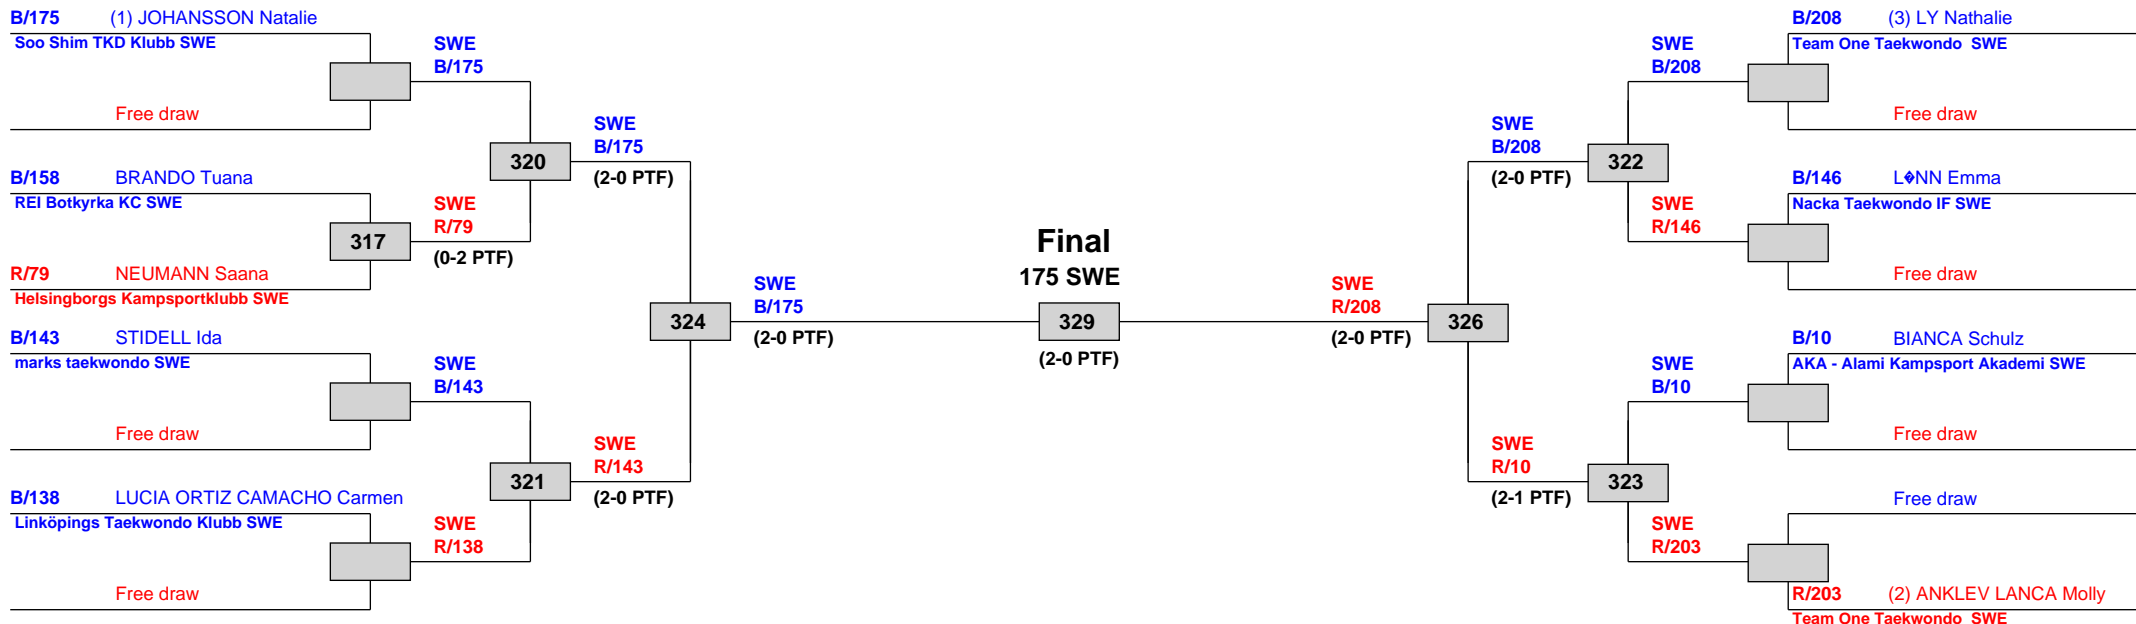 B/175 (1) JOHANSSON Natalie
Soo Shim TKD Klubb SWE
Free draw
B/158 BRANDO Tuana
REI Botkyrka KC SWE
R/79 NEUMANN Saana
Helsingborgs Kampsportklubb SWE
B/143 STIDELL Ida
marks taekwondo SWE
Free draw
B/138 LUCIA ORTIZ CAMACHO Carmen
Linköpings Taekwondo Klubb SWE
Free draw
SWE
B/175
317
SWE
R/79
(0-2 PTF)
SWE
B/143
SWE
R/138
320
SWE
B/175
(2-0 PTF)
321
SWE
R/143
(2-0 PTF)
324
SWE
B/175
(2-0 PTF)
Final
175 SWE
329
(2-0 PTF)
SWE
R/208
(2-0 PTF)
326
SWE
B/208
(2-0 PTF)
322
SWE
R/10
(2-1 PTF)
323
SWE
B/208
SWE
R/146
SWE
B/10
SWE
R/203
B/208 (3) LY Nathalie
Team One Taekwondo SWE
Free draw
B/146 L�NN Emma
Nacka Taekwondo IF SWE
Free draw
B/10 BIANCA Schulz
AKA - Alami Kampsport Akademi SWE
Free draw
Free draw
R/203 (2) ANKLEV LANCA Molly
Team One Taekwondo SWE